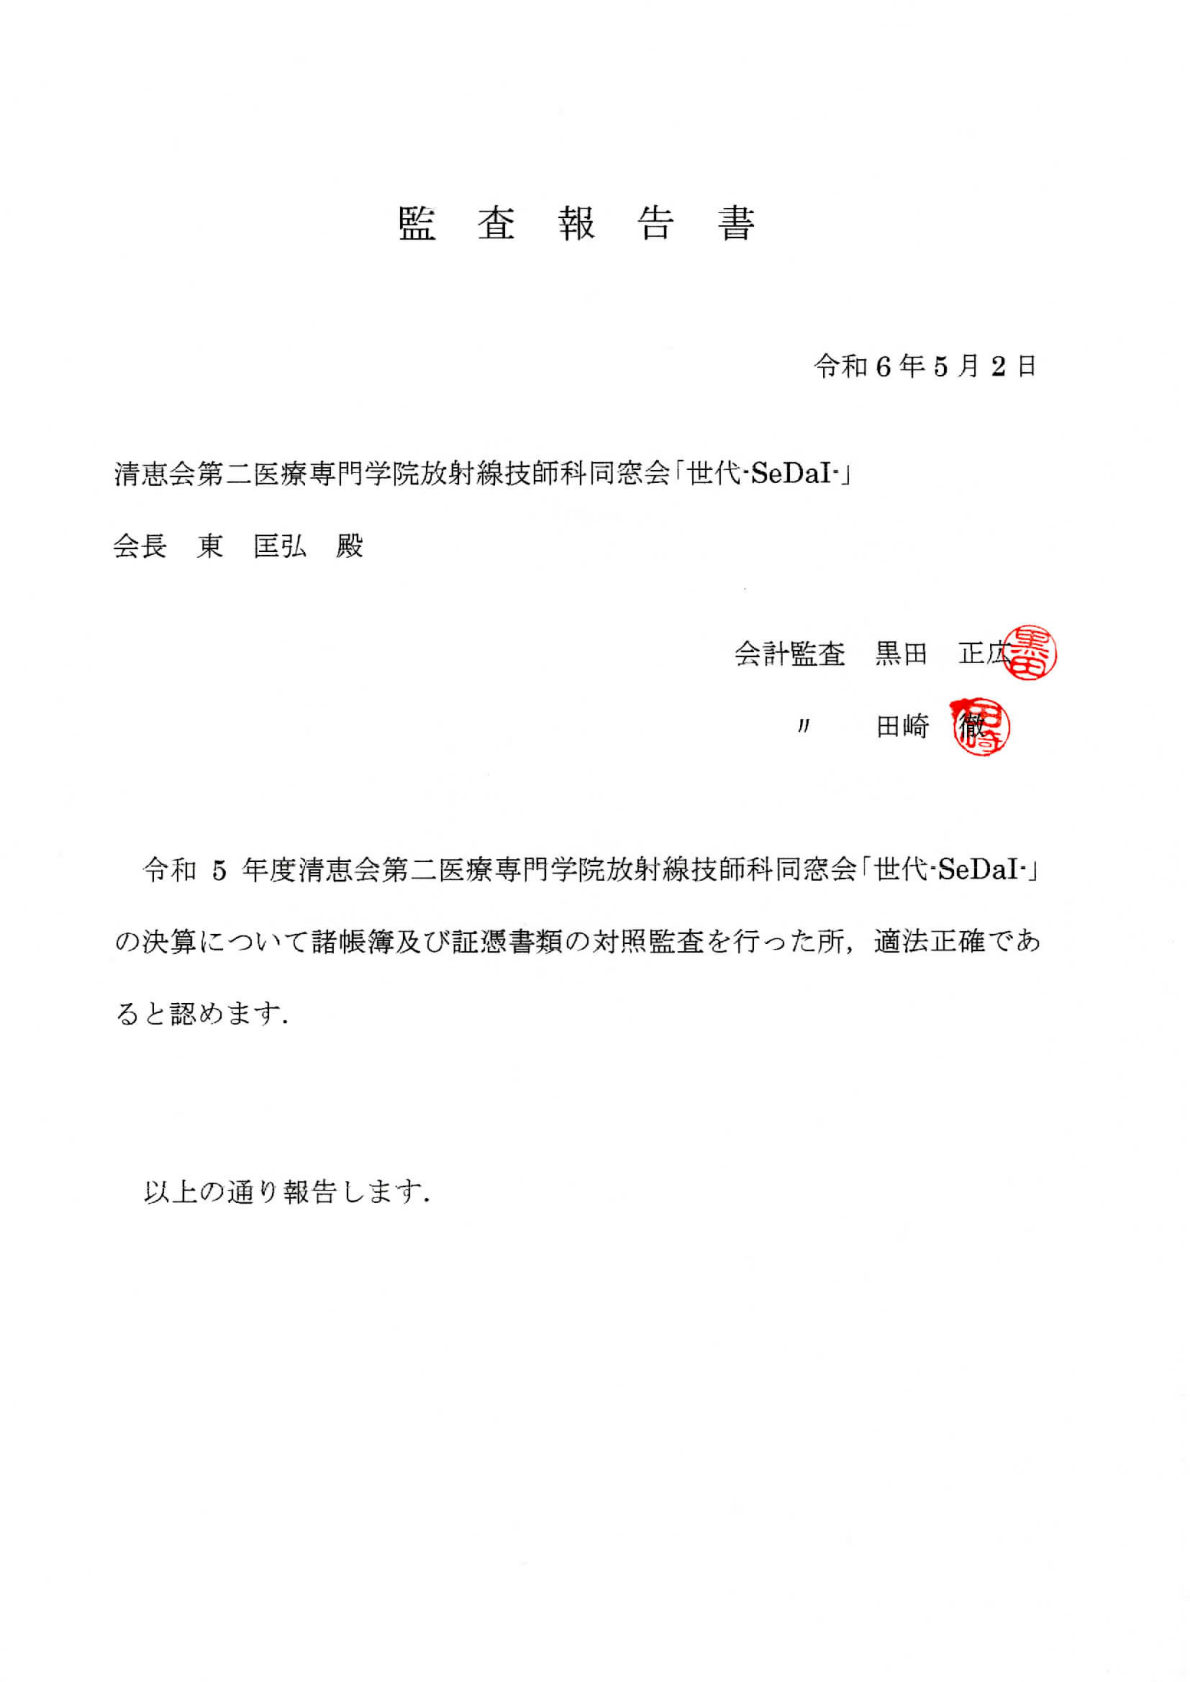 監査報告書
令和6年5月2日
清恵会第二医療専門学院放射線技師科同窓会「世代-SeDaI-」
会長 東 匡弘 殿
会計監査 黒田 正広
黒田
〃 田崎 徹
田崎
令和 5 年度清恵会第二医療専門学院放射線技師科同窓会「世代-SeDaI-」
の決算について諸帳簿及び証憑書類の対照監査を行った所，適法正確であ
ると認めます．
以上の通り報告します．